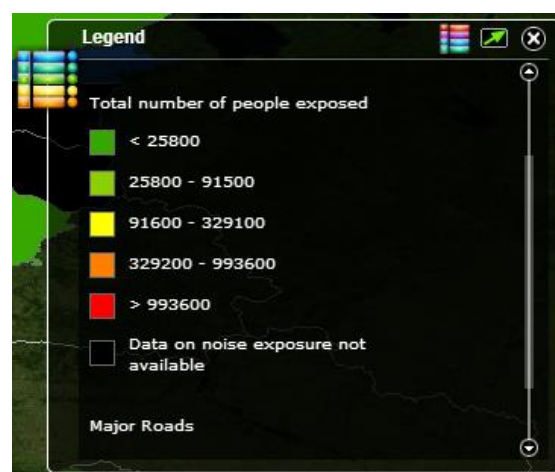 Legend
Total number of people exposed
< 25800
25800 - 91500
91600 - 329100
329200 - 993600
> 993600
Data on noise exposure not
available
Major Roads